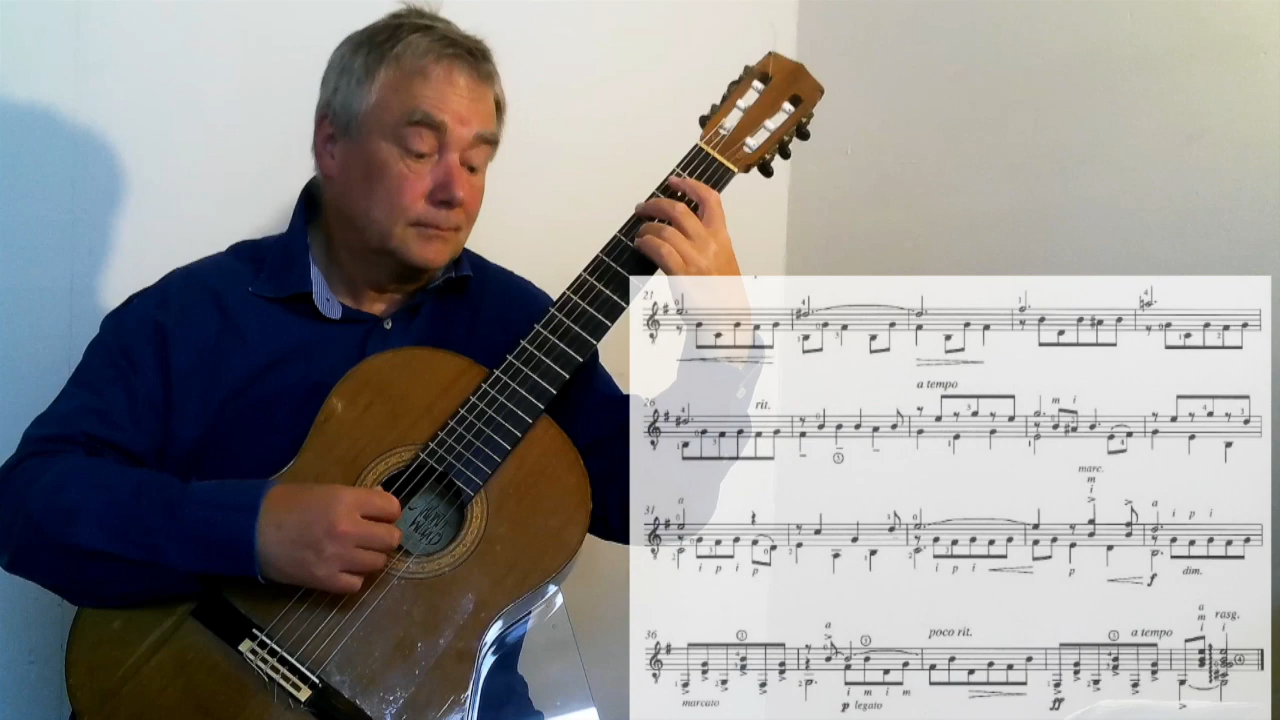 21
a tempo
26
rit.
m i
marc.
m
i
31
a
a i p i
i p i p
i p i
p
f
dim.
a
m rasg.
36
a
poco rit.
a tempo
i i
marcato
i m i m
p legato
ff